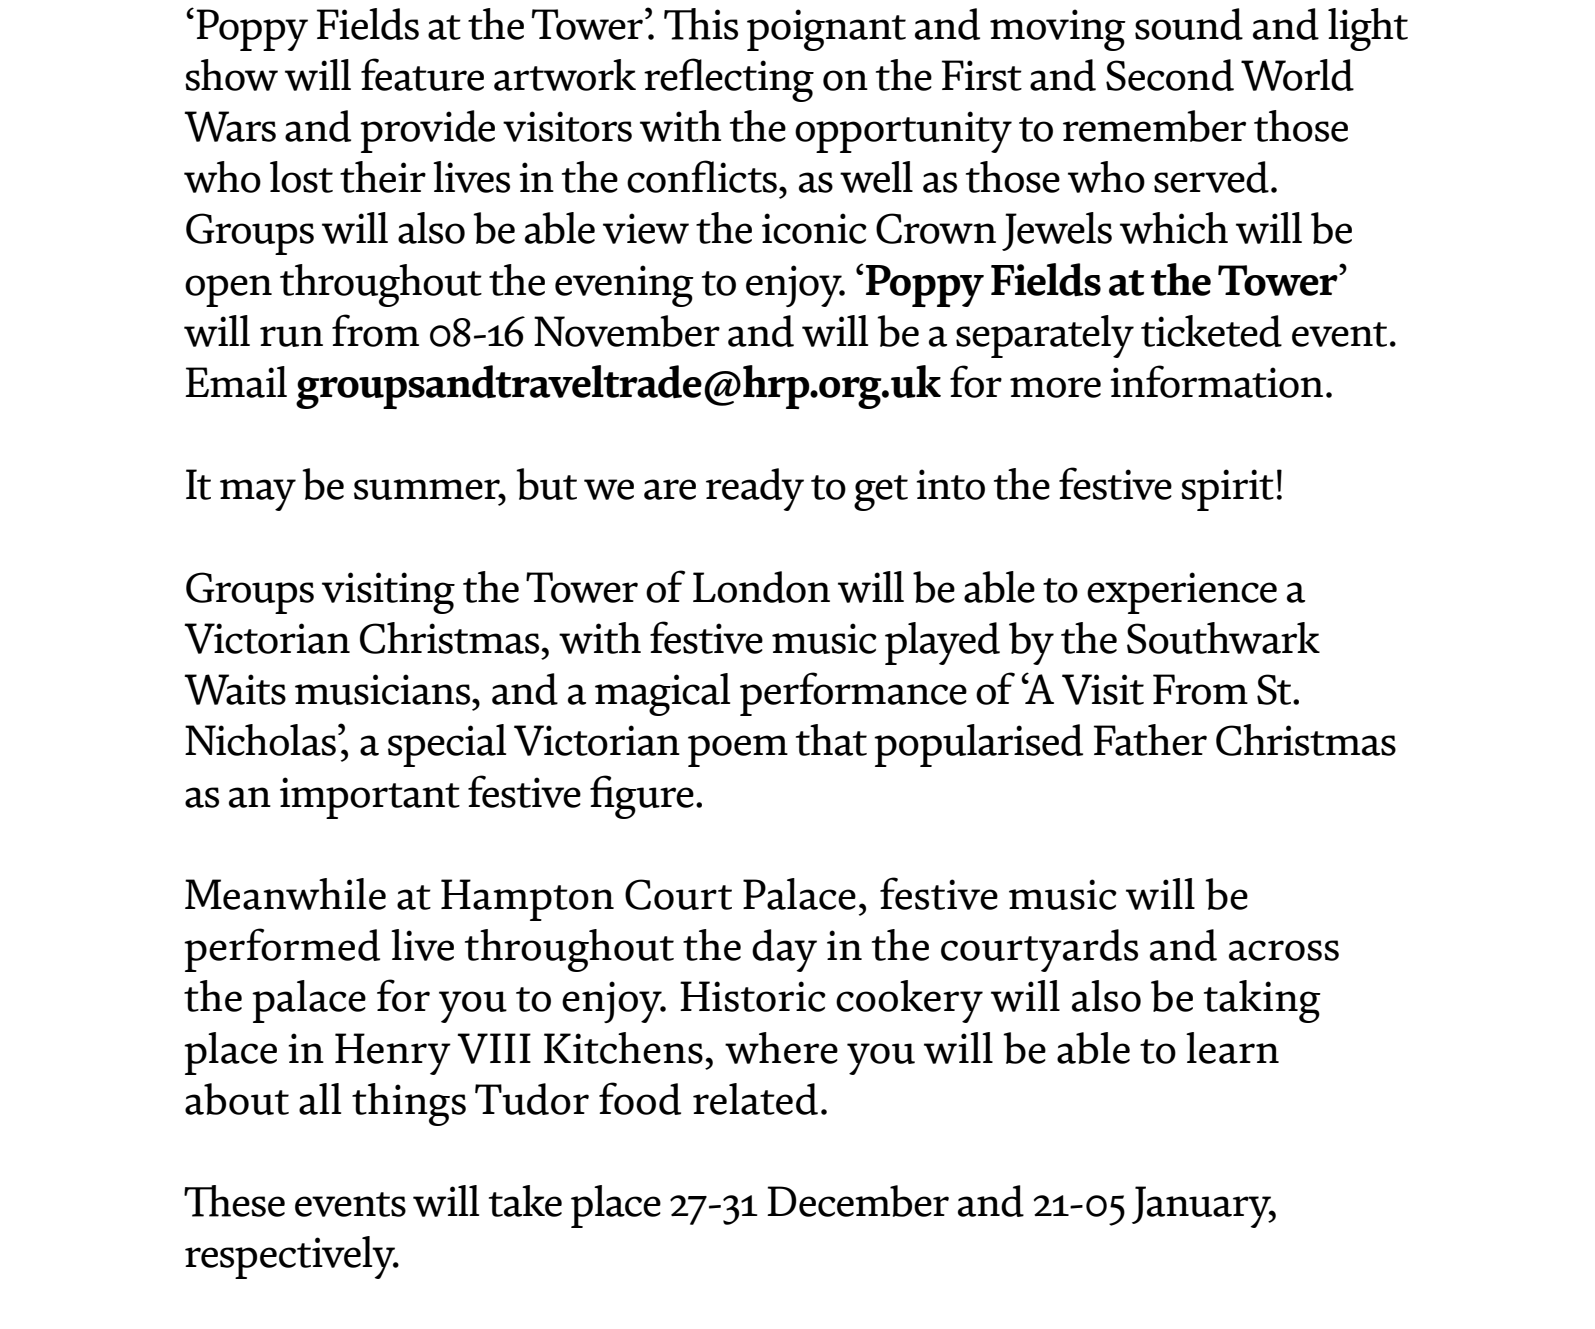 ‘Poppy Fields at the Tower’. This poignant and moving sound and light
show will feature artwork reflecting on the First and Second World
Wars and provide visitors with the opportunity to remember those
who lost their lives in the conflicts, as well as those who served.
Groups will also be able view the iconic Crown Jewels which will be
open throughout the evening to enjoy. ‘Poppy Fields at the Tower’
will run from 08-16 November and will be a separately ticketed event.
Email groupsandtraveltrade@hrp.org.uk for more information.
It may be summer, but we are ready to get into the festive spirit!
Groups visiting the Tower of London will be able to experience a
Victorian Christmas, with festive music played by the Southwark
Waits musicians, and a magical performance of ‘A Visit From St.
Nicholas’, a special Victorian poem that popularised Father Christmas
as an important festive figure.
Meanwhile at Hampton Court Palace, festive music will be
performed live throughout the day in the courtyards and across
the palace for you to enjoy. Historic cookery will also be taking
place in Henry VIII Kitchens, where you will be able to learn
about all things Tudor food related.
These events will take place 27-31 December and 21-05 January,
respectively.